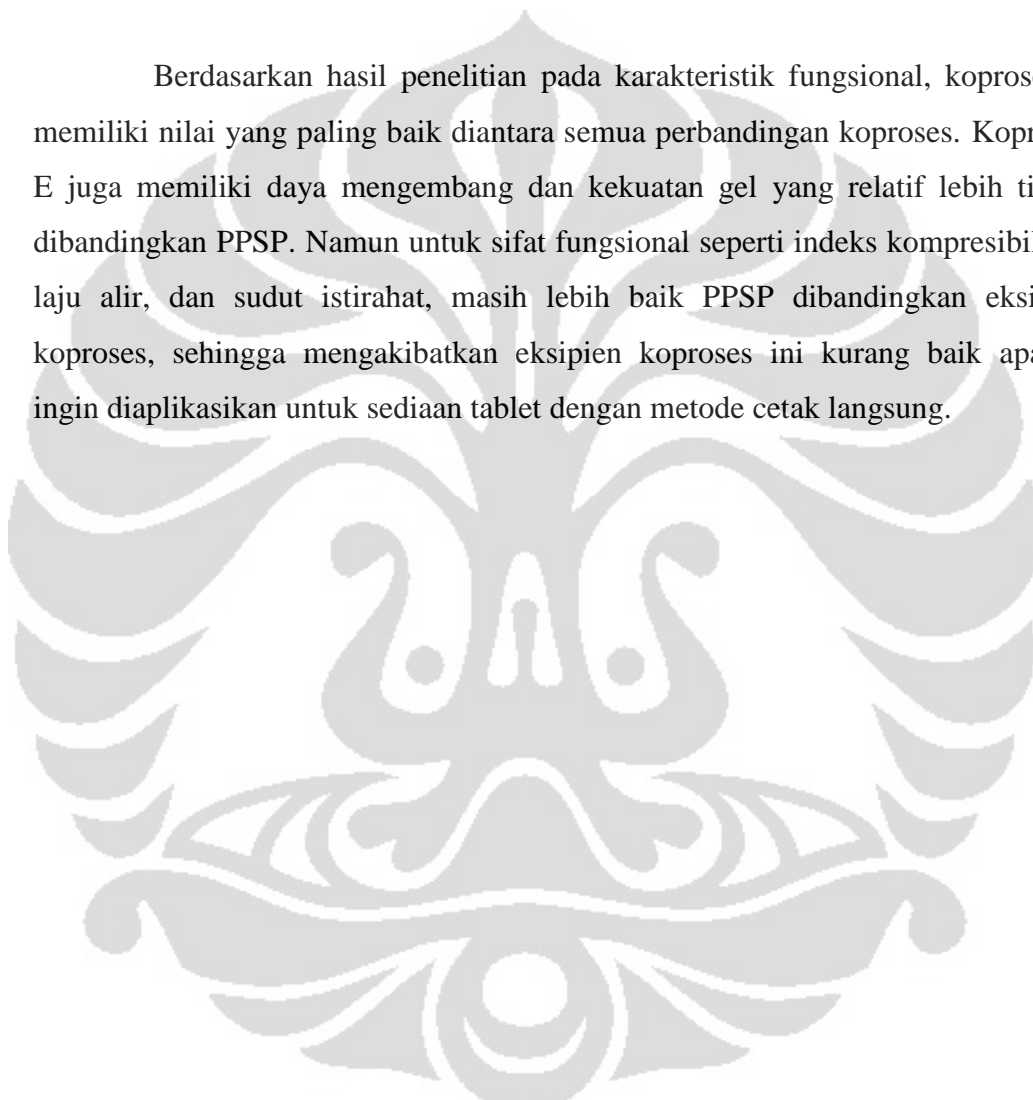 Berdasarkan hasil penelitian pada karakteristik fungsional,
memiliki nilai yang paling baik diantara semua perbandingan koproses.
E juga memiliki daya mengembang dan kekuatan gel yang relatif lebih
dibandingkan PPSP. Namun untuk sifat fungsional seperti indeks
laju alir, dan sudut istirahat, masih lebih baik PPSP dibandingkan
koproses, sehingga mengakibatkan eksipien koproses ini kurang baik
ingin diaplikasikan untuk sediaan tablet dengan metode cetak langsung.